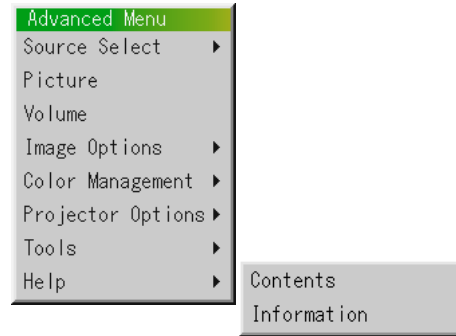 Advanced Menu
Source Select
Picture
Volume
Image Options
Color Management
Projector Options
Tools
Help
Contents
Information